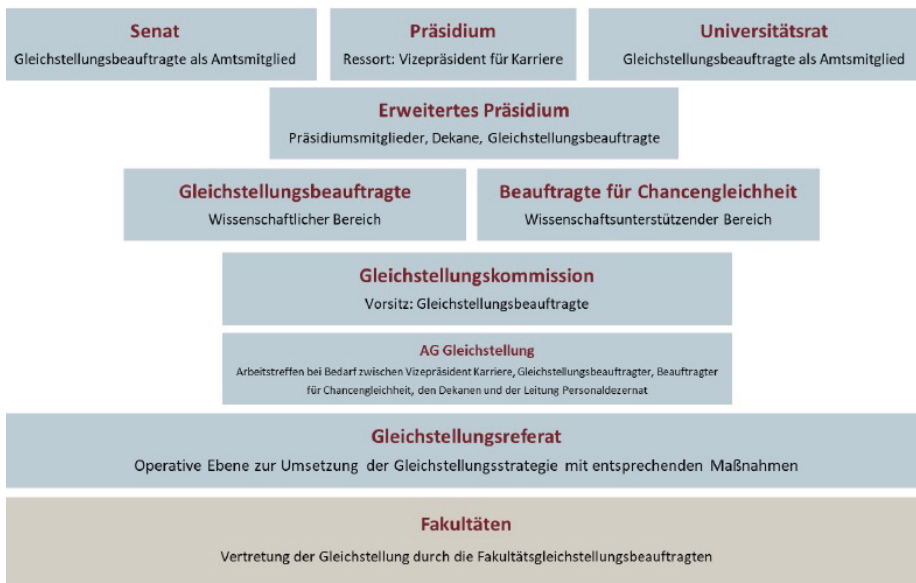 Senat
Gleichstellungsbeauftragte als Amtsmitglied
Präsidium
Ressort: Vizepräsident für Karriere
Universitätsrat
Gleichstellungsbeauftragte als Amtsmitglied
Erweitertes Präsidium
Präsidiumsmitglieder, Dekane, Gleichstellungsbeauftragte
Gleichstellungsbeauftragte
Wissenschaftlicher Bereich
Beauftragte für Chancengleichheit
Wissenschaftsunterstützender Bereich
Gleichstellungskommission
Vorsitz: Gleichstellungsbeauftragte
AG Gleichstellung
Arbeitstreffen bei Bedarf zwischen Vizepräsident Karriere, Gleichstellungsbeauftragter, Beauftragter
für Chancengleichheit, den Dekanen und der Leitung Personaldezernat
Gleichstellungsreferat
Operative Ebene zur Umsetzung der Gleichstellungsstrategie mit entsprechenden Maßnahmen
Fakultäten
Vertretung der Gleichstellung durch die Fakultätsgleichstellungsbeauftragten